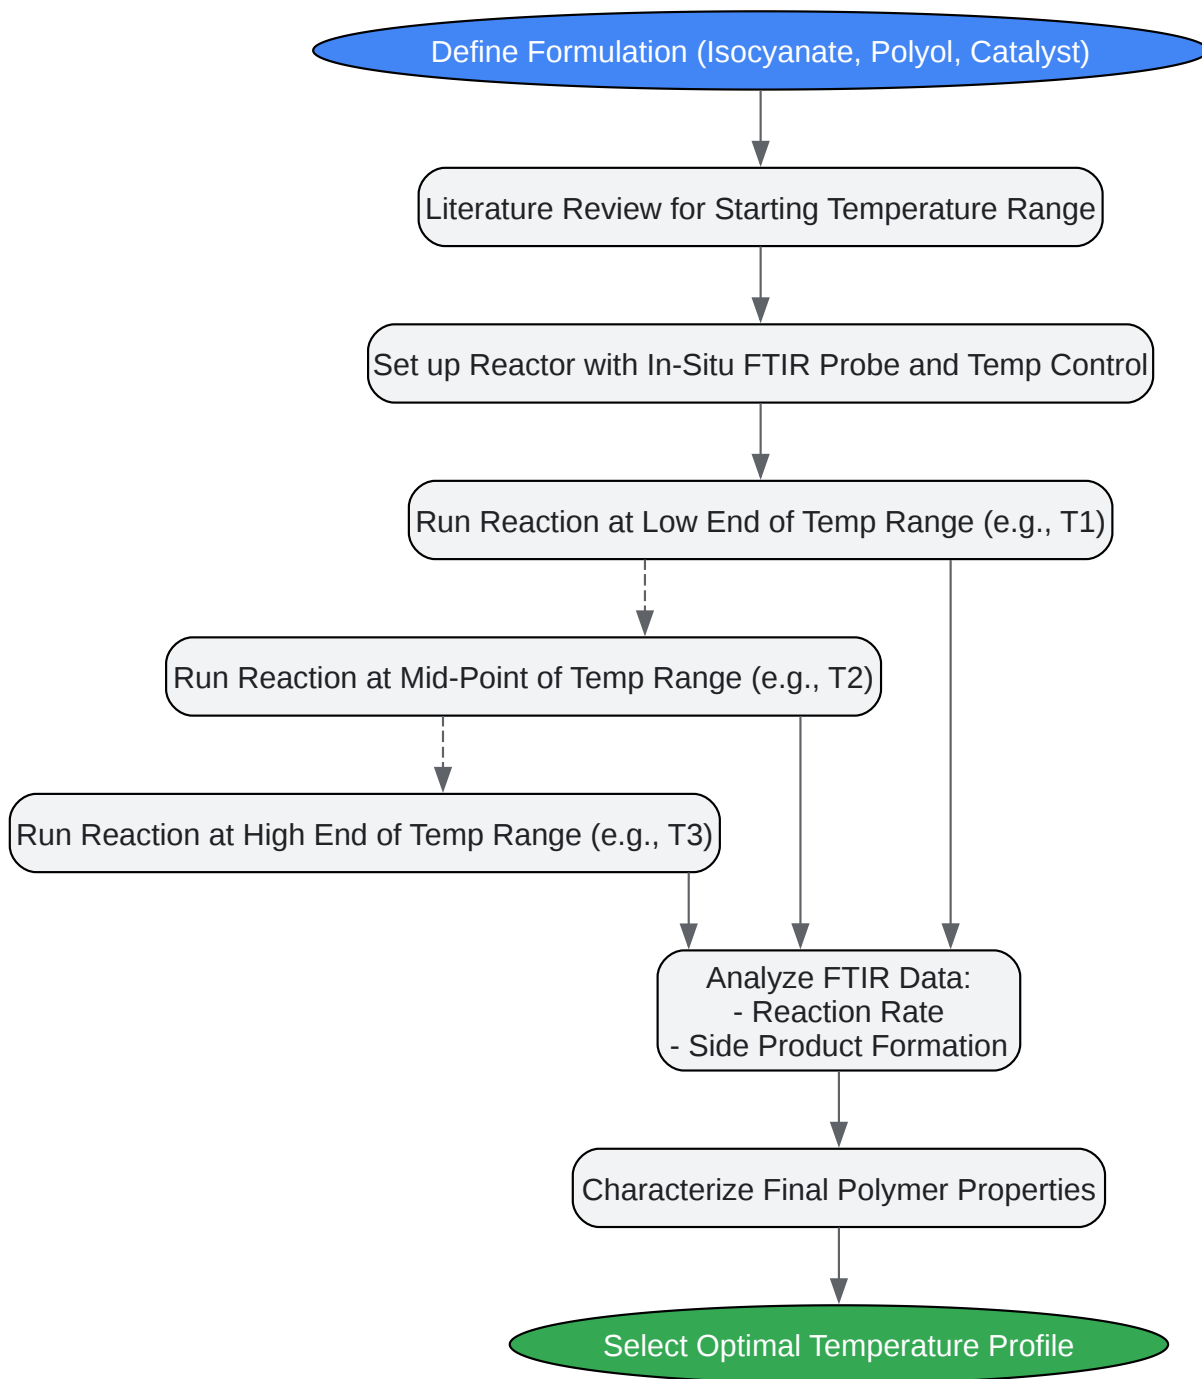 Define Formulation (Isocyanate, Polyol, Catalyst)
Literature Review for Starting Temperature Range
Set up Reactor with In-Situ FTIR Probe and Temp Control
Run Reaction at Low End of Temp Range (e.g., T1)
Run Reaction at Mid-Point of Temp Range (e.g., T2)
Run Reaction at High End of Temp Range (e.g., T3)
Analyze FTIR Data:
- Reaction Rate
- Side Product Formation
Characterize Final Polymer Properties
Select Optimal Temperature Profile